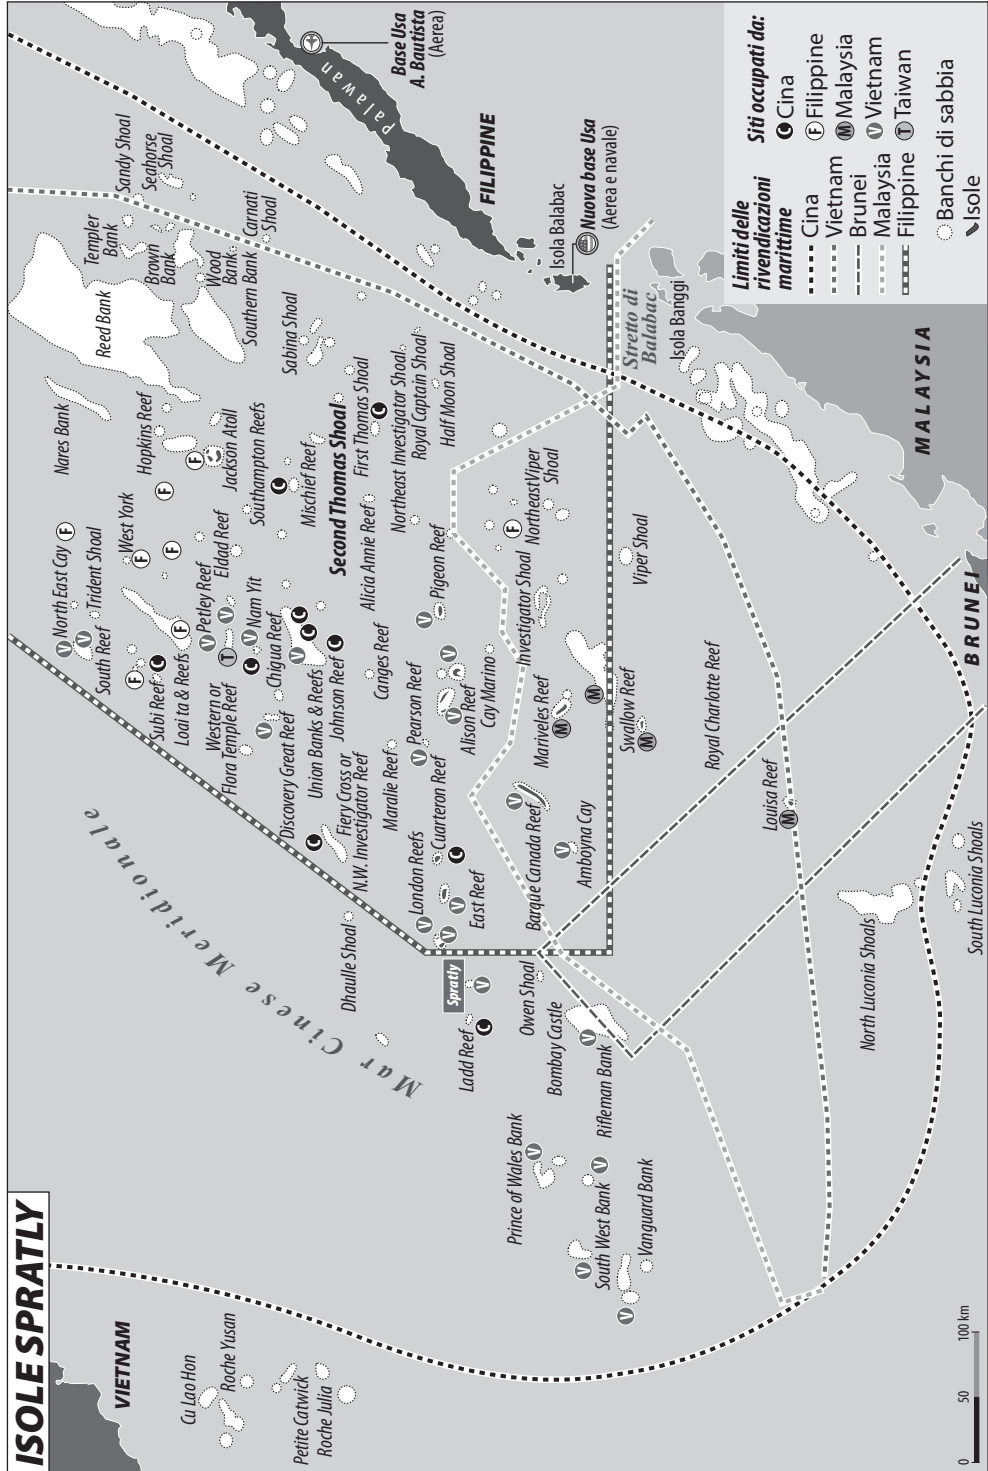 ISOLE SPRATLY
VIETNAM
Cu Lao Hon
Roche Yusan
Petite Catwick
Roche Julia
0 50 100 km
Mar Cinese Meridionale
Prince of Wales Bank
South West Bank
Vanguard Bank
Rifleman Bank
Bombay Castle
Owen Shoal
Ladd Reef
Spratly
Dhaulle Shoal
London Reefs
East Reef
Cuarteron Reef
Maralie Reef
Fiery Cross or
N.W. Investigator Reef
Discovery Great Reef
Union Banks & Reefs
Johnson Reef
Chigua Reef
Nam Yit
Western or
Flora Temple Reef
Petley Reef
Eldad Reef
Loai ta & Reefs
Subi Reef
South Reef
North East Cay
Trident Shoal
West York
Nares Bank
Hopkins Reef
Jackson Atoll
Southampton Reefs
Mischief Reef
Second Thomas Shoal
First Thomas Shoal
Alicia Annie Reef
Northeast Investigator Shoal
Royal Captain Shoal
Half Moon Shoal
Canges Reef
Pearson Reef
Alison Reef
Cay Marino
Pigeon Reef
Investigator Shoal
Northeast Viper
Shoal
Viper Shoal
Mariveles Reef
Swallow Reef
Barque Canada Reef
Amboyna Cay
Royal Charlotte Reef
Louisa Reef
North Luconia Shoals
South Luconia Shoals
Reed Bank
Templer
Bank
Sandy Shoal
Seahorse
Shoal
Brown
Bank
Wood
Bank
Southern Bank
Carnati
Shoal
Sabina Shoal
Palawan
FILIPPINE
Base Usa
A. Bautista
(Aerea)
Isola Balabac
Nuova base Usa
(Aerea e navale)
Stretto di
Balabac
Isola Banggi
MALAYSIA
BRUNEI
Limiti delle
rivendicazioni
marittime
Cina
Vietnam
Brunei
Malaysia
Filippine
Siti occupati da:
C Cina
F Filippine
M Malaysia
V Vietnam
T Taiwan
Banchi di sabbia
Isole